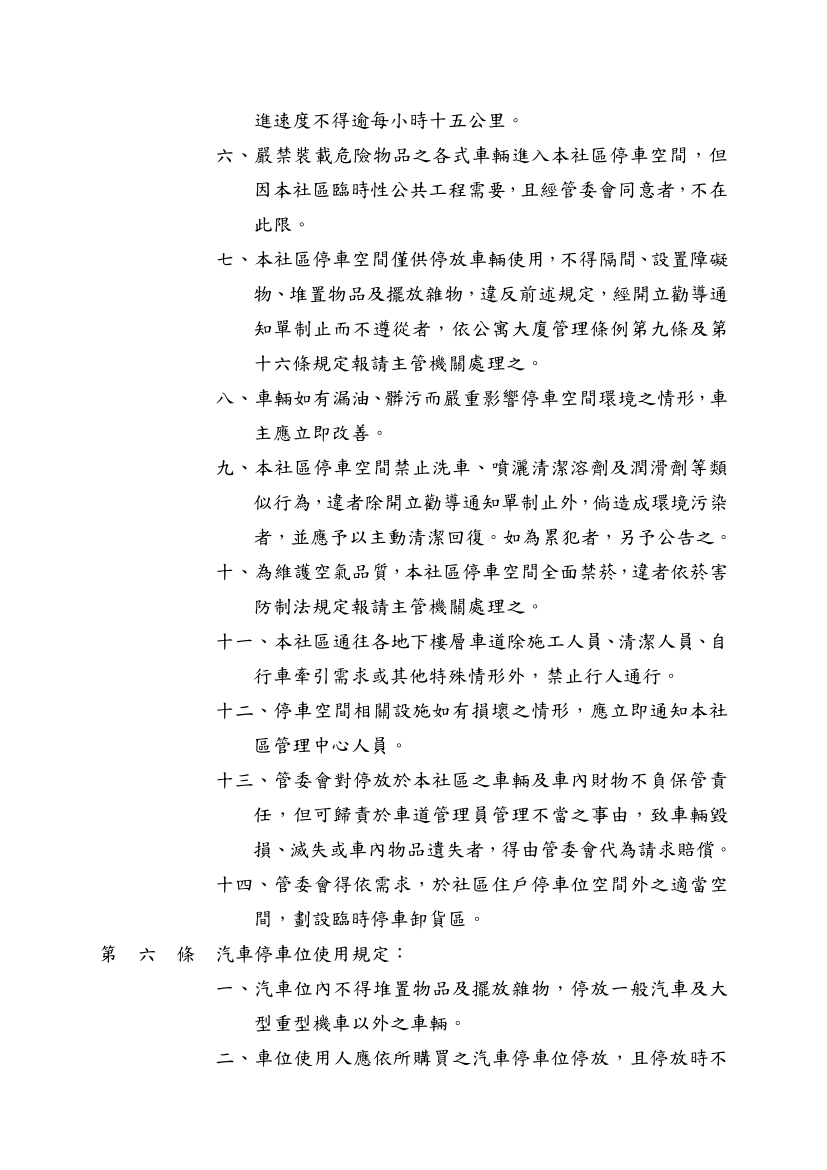 進速度不得逾每小時十五公里。
六、嚴禁裝載危險物品之各式車輛進入本社區停車空間，但
因本社區臨時性公共工程需要，且經管委會同意者，不在
此限。
七、本社區停車空間僅供停放車輛使用，不得隔間、設置障礙
物、堆置物品及擺放雜物，違反前述規定，經開立勸導通
知單制止而不遵從者，依公寓大廈管理條例第九條及第
十六條規定報請主管機關處理之。
八、車輛如有漏油、髒污而嚴重影響停車空間環境之情形，車
主應立即改善。
九、本社區停車空間禁止洗車、噴灑清潔溶劑及潤滑劑等類
似行為，違者除開立勸導通知單制止外，倘造成環境污染
者，並應予以主動清潔回復。如為累犯者，另予公告之。
十、為維護空氣品質，本社區停車空間全面禁菸，違者依菸害
防制法規定報請主管機關處理之。
十一、本社區通往各地下樓層車道除施工人員、清潔人員、自
行車牽引需求或其他特殊情形外，禁止行人通行。
十二、停車空間相關設施如有損壞之情形，應立即通知本社
區管理中心人員。
十三、管委會對停放於本社區之車輛及車內財物不負保管責
任，但可歸責於車道管理員管理不當之事由，致車輛毀
損、滅失或車內物品遺失者，得由管委會代為請求賠償。
十四、管委會得依需求，於社區住戶停車位空間外之適當空
間，劃設臨時停車卸貨區。
第　六　條　汽車停車位使用規定：
一、汽車位內不得堆置物品及擺放雜物，停放一般汽車及大
型重型機車以外之車輛。
二、車位使用人應依所購買之汽車停車位停放，且停放時不